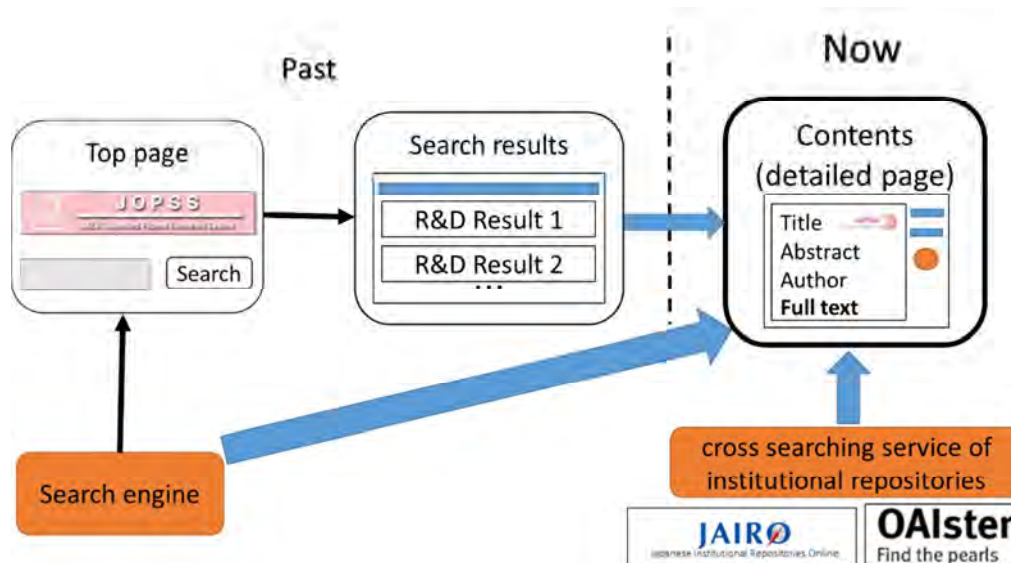 Past
Now
Top page
JOPSS
Search
Search results
R&D Result 1
R&D Result 2
...
Contents
(detailed page)
Title
Abstract
Author
Full text
Search engine
cross searching service of
institutional repositories
JAIRO
Japanese Institutional Repositories Online
OAIster
Find the pearls